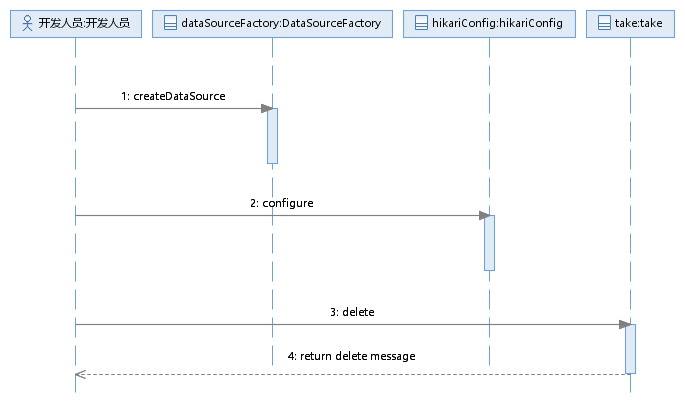 开发人员:开发人员
dataSourceFactory:DataSourceFactory
hikariConfig:hikariConfig
take:take
1: createDataSource
2: configure
3: delete
4: return delete message